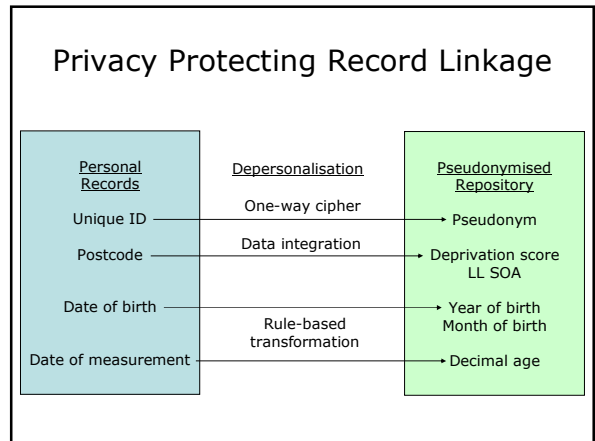 Privacy Protecting Record Linkage
Personal
Records
Depersonalisation
Pseudonymised
Repository
Unique ID
One-way cipher
Pseudonym
Postcode
Data integration
Deprivation score
LL SOA
Date of birth
Year of birth
Month of birth
Rule-based
transformation
Date of measurement
Decimal age